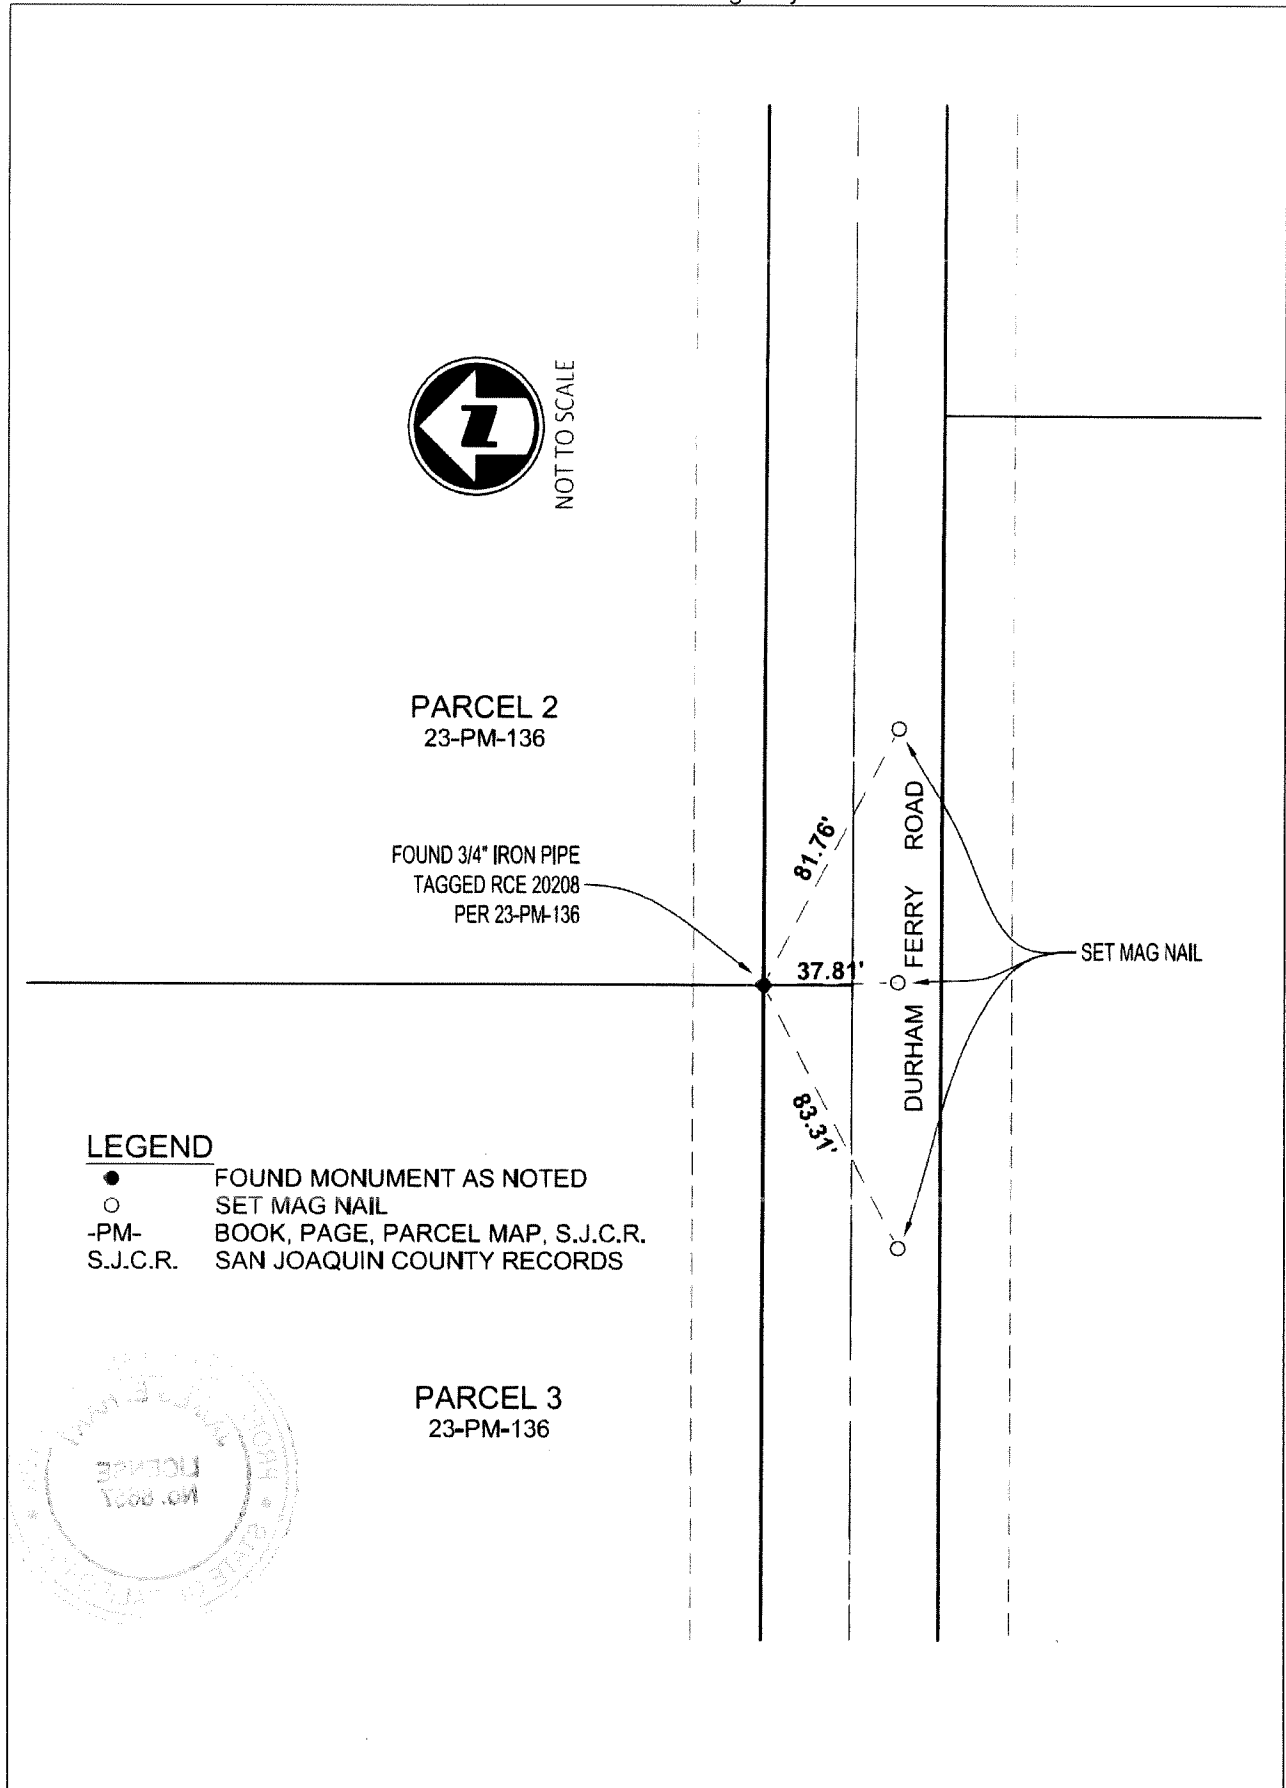 NOT TO SCALE
PARCEL 2
23-PM-136
FOUND 3/4" IRON PIPE
TAGGED RCE 20208
PER 23-PM-136
81.76'
37.81'
83.31'
DURHAM FERRY ROAD
SET MAG NAIL
LEGEND
FOUND MONUMENT AS NOTED
SET MAG NAIL
-PM- BOOK, PAGE, PARCEL MAP, S.J.C.R.
S.J.C.R. SAN JOAQUIN COUNTY RECORDS
PARCEL 3
23-PM-136
LICENSE